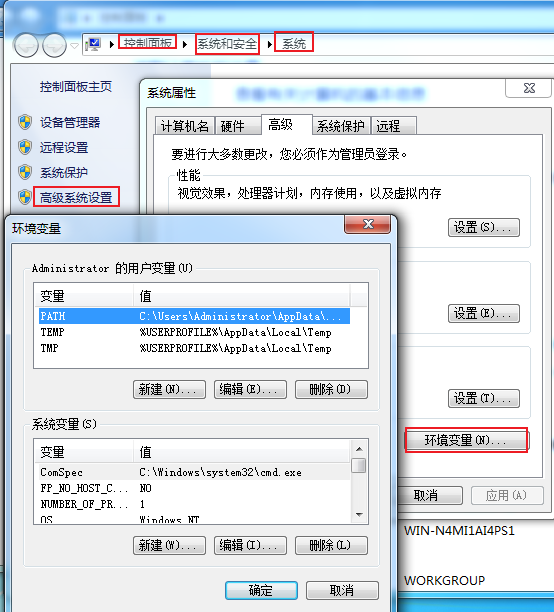 控制面板 系统和安全 系统
控制面板主页
设备管理器
远程设置
系统保护
高级系统设置
系统属性
计算机名 硬件 高级 系统保护 远程
要进行大多数更改，您必须作为管理员登录。
性能
视觉效果，处理器计划，内存使用，以及虚拟内存
设置(S)...
设置(E)...
设置(T)...
环境变量(N)...
取消 应用(A)
WIN-N4MI1AI4PS1
WORKGROUP
环境变量
Administrator 的用户变量(U)
变量 值
PATH C:\Users\Administrator\AppData\...
TEMP %USERPROFILE%\AppData\Local\Temp
TMP %USERPROFILE%\AppData\Local\Temp
新建(N)... 编辑(E)... 删除(D)
系统变量(S)
变量 值
ComSpec C:\Windows\system32\cmd.exe
FP_NO_HOST_C... NO
NUMBER_OF_PR... 1
OS Windows_NT
新建(W)... 编辑(I)... 删除(L)
确定 取消